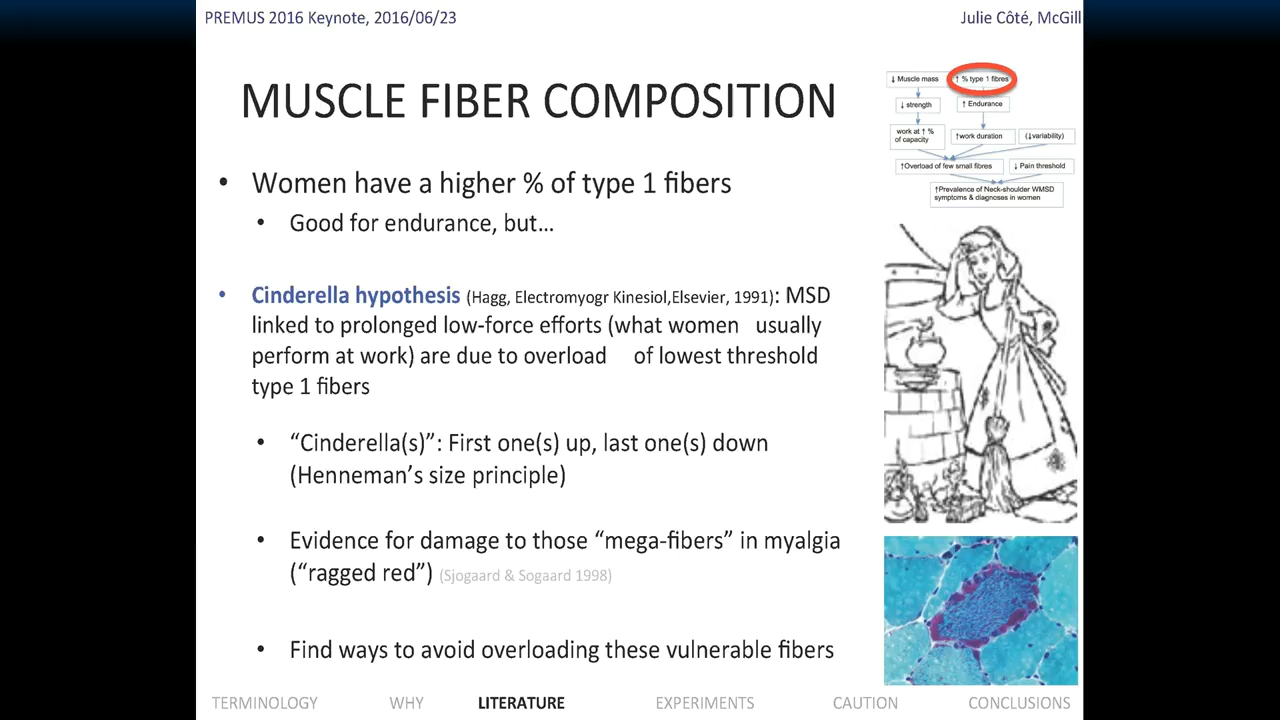 PREMUS 2016 Keynote, 2016/06/23
Julie Côté, McGill
MUSCLE FIBER COMPOSITION
• Women have a higher % of type 1 fibers
• Good for endurance, but…
• Cinderella hypothesis (Hagg, Electromyogr Kinesiol,Elsevier, 1991): MSD
linked to prolonged low-force efforts (what women usually
perform at work) are due to overload of lowest threshold
type 1 fibers
• “Cinderella(s)”: First one(s) up, last one(s) down
(Henneman’s size principle)
• Evidence for damage to those “mega-fibers” in myalgia
(“ragged red”) (Sjogaard & Sogaard 1998)
• Find ways to avoid overloading these vulnerable fibers
↓ Muscle mass
↑ % type 1 fibres
↓ strength
↑ Endurance
work at ↑ %
of capacity
↑work duration
(↓variability)
↑Overload of few small fibres
↓ Pain threshold
↑Prevalence of Neck-shoulder WMSD
symptoms & diagnoses in women
TERMINOLOGY
WHY
LITERATURE
EXPERIMENTS
CAUTION
CONCLUSIONS